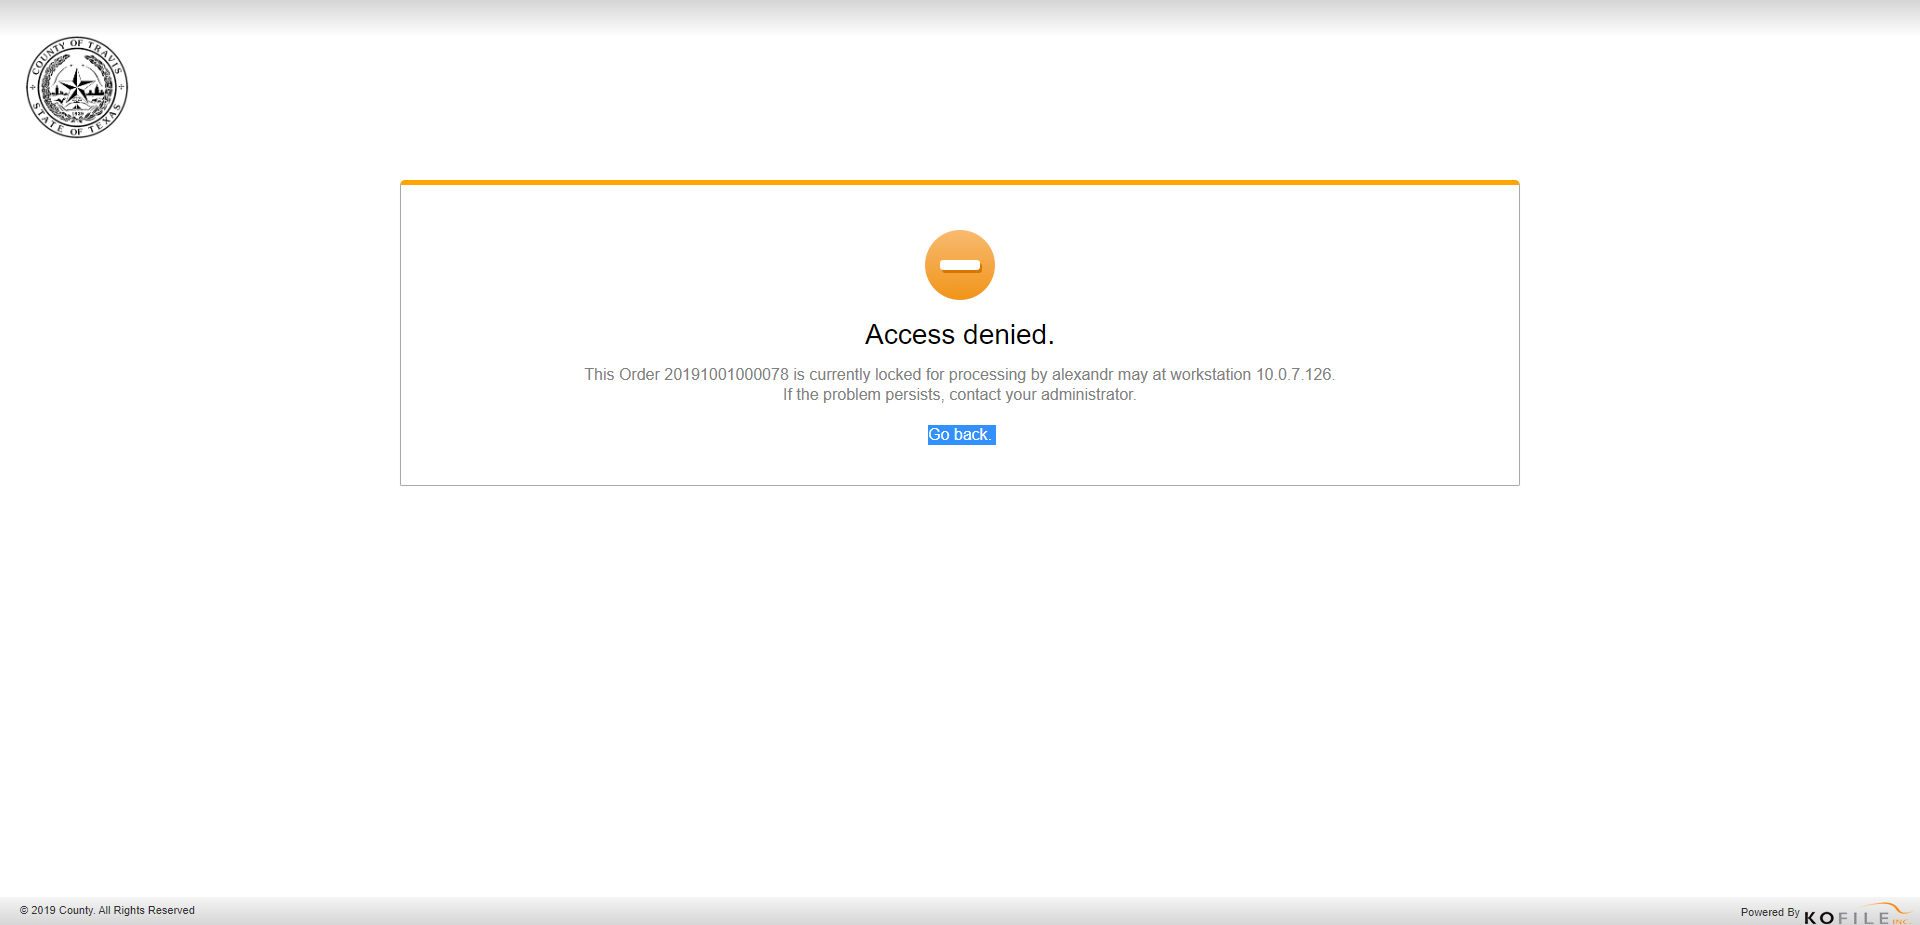 COUNTY OF TRAVIS
STATE OF TEXAS
Access denied.
This Order 20191001000078 is currently locked for processing by alexandr may at workstation 10.0.7.126.
If the problem persists, contact your administrator.
Go back.
© 2019 County. All Rights Reserved
Powered By KOFILE INC.